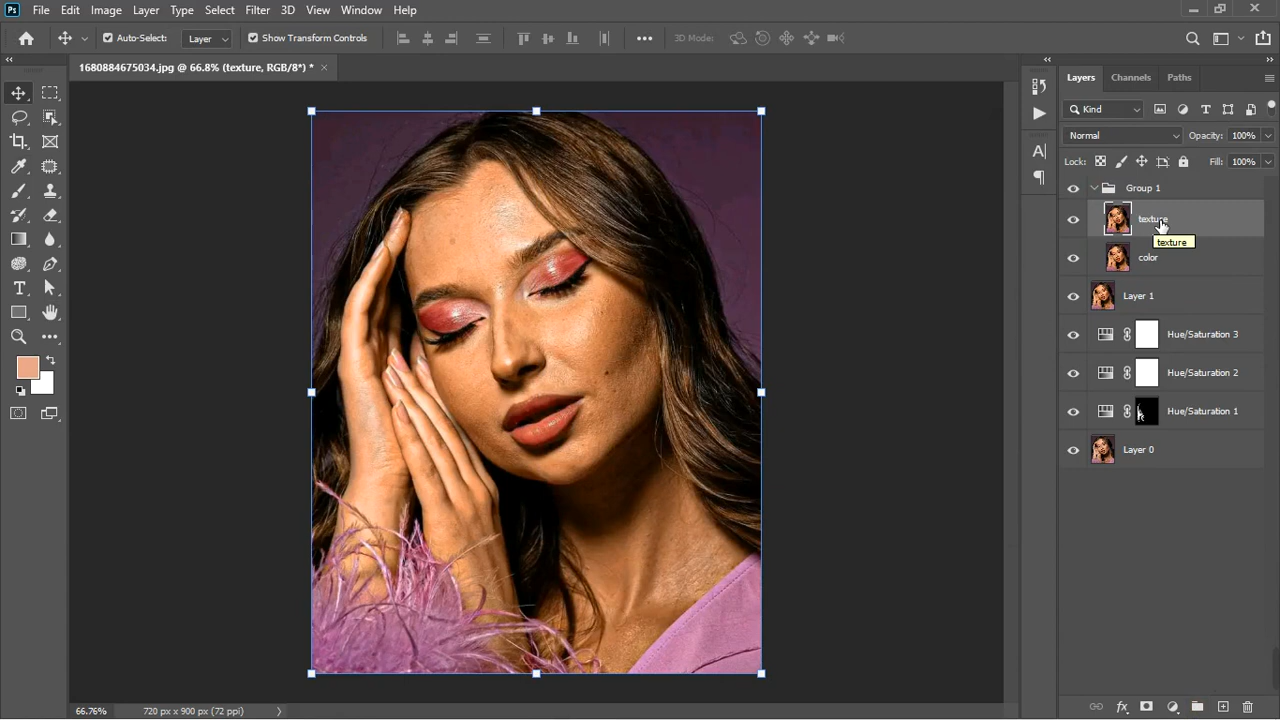 Ps File Edit Image Layer Type Select Filter 3D View Window Help
Auto-Select: Layer Show Transform Controls 3D Mode:
1680884675034.jpg @ 66.8% (texture, RGB/8*) * ×
Layers Channels Paths
Kind
Normal Opacity: 100%
Lock: Fill: 100%
Group 1
texture
texture
color
Layer 1
Hue/Saturation 3
Hue/Saturation 2
Hue/Saturation 1
Layer 0
66.76% 720 px x 900 px (72 ppi)